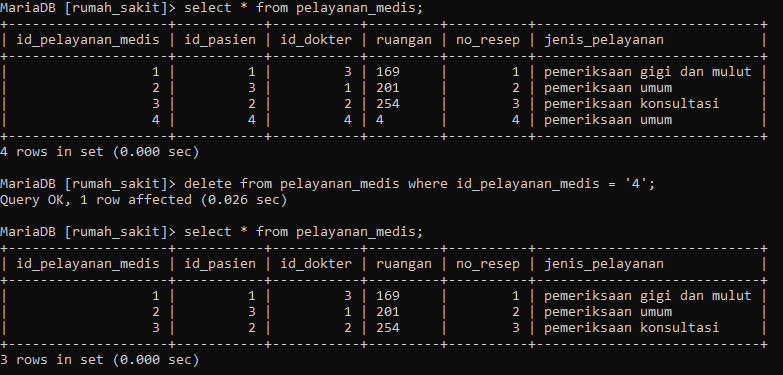 MariaDB [rumah_sakit]> select * from pelayanan_medis;
+--------------------+-----------+-----------+---------+----------+----------------------------+
| id_pelayanan_medis | id_pasien | id_dokter | ruangan | no_resep | jenis_pelayanan            |
+--------------------+-----------+-----------+---------+----------+----------------------------+
|                  1 |         1 |         3 | 169     |        1 | pemeriksaan gigi dan mulut |
|                  2 |         3 |         1 | 201     |        2 | pemeriksaan umum           |
|                  3 |         2 |         2 | 254     |        3 | pemeriksaan konsultasi     |
|                  4 |         4 |         4 | 4       |        4 | pemeriksaan umum           |
+--------------------+-----------+-----------+---------+----------+----------------------------+
4 rows in set (0.000 sec)
MariaDB [rumah_sakit]> delete from pelayanan_medis where id_pelayanan_medis = '4';
Query OK, 1 row affected (0.026 sec)
MariaDB [rumah_sakit]> select * from pelayanan_medis;
+--------------------+-----------+-----------+---------+----------+----------------------------+
| id_pelayanan_medis | id_pasien | id_dokter | ruangan | no_resep | jenis_pelayanan            |
+--------------------+-----------+-----------+---------+----------+----------------------------+
|                  1 |         1 |         3 | 169     |        1 | pemeriksaan gigi dan mulut |
|                  2 |         3 |         1 | 201     |        2 | pemeriksaan umum           |
|                  3 |         2 |         2 | 254     |        3 | pemeriksaan konsultasi     |
+--------------------+-----------+-----------+---------+----------+----------------------------+
3 rows in set (0.000 sec)